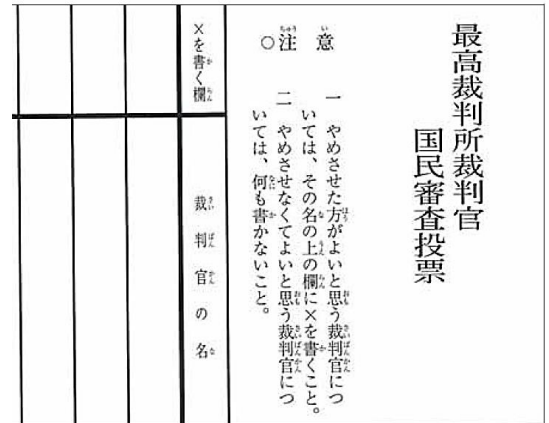 最高裁判所裁判官
国民審査投票
○注意
一 やめさせた方がよいと思う裁判官につ
いては、その名の上の欄に×を書くこと。
二 やめさせなくてよいと思う裁判官につ
いては、何も書かないこと。
×を書く欄
裁判官の名